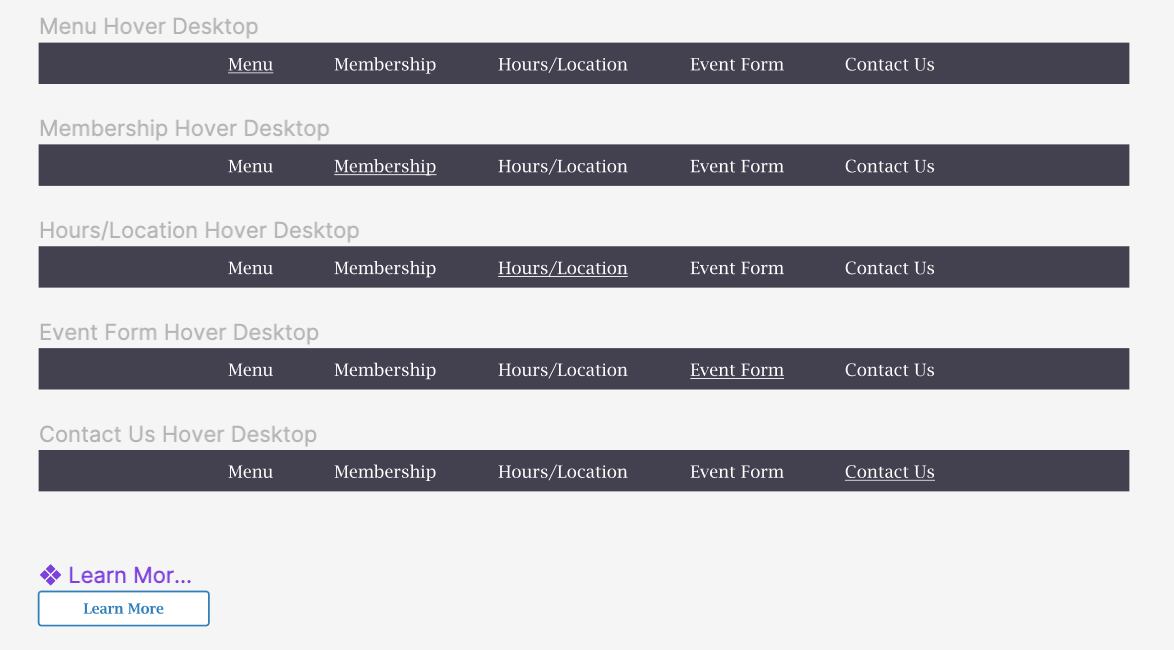 Menu Hover Desktop
Menu Membership Hours/Location Event Form Contact Us
Membership Hover Desktop
Menu Membership Hours/Location Event Form Contact Us
Hours/Location Hover Desktop
Menu Membership Hours/Location Event Form Contact Us
Event Form Hover Desktop
Menu Membership Hours/Location Event Form Contact Us
Contact Us Hover Desktop
Menu Membership Hours/Location Event Form Contact Us
Learn Mor...
Learn More